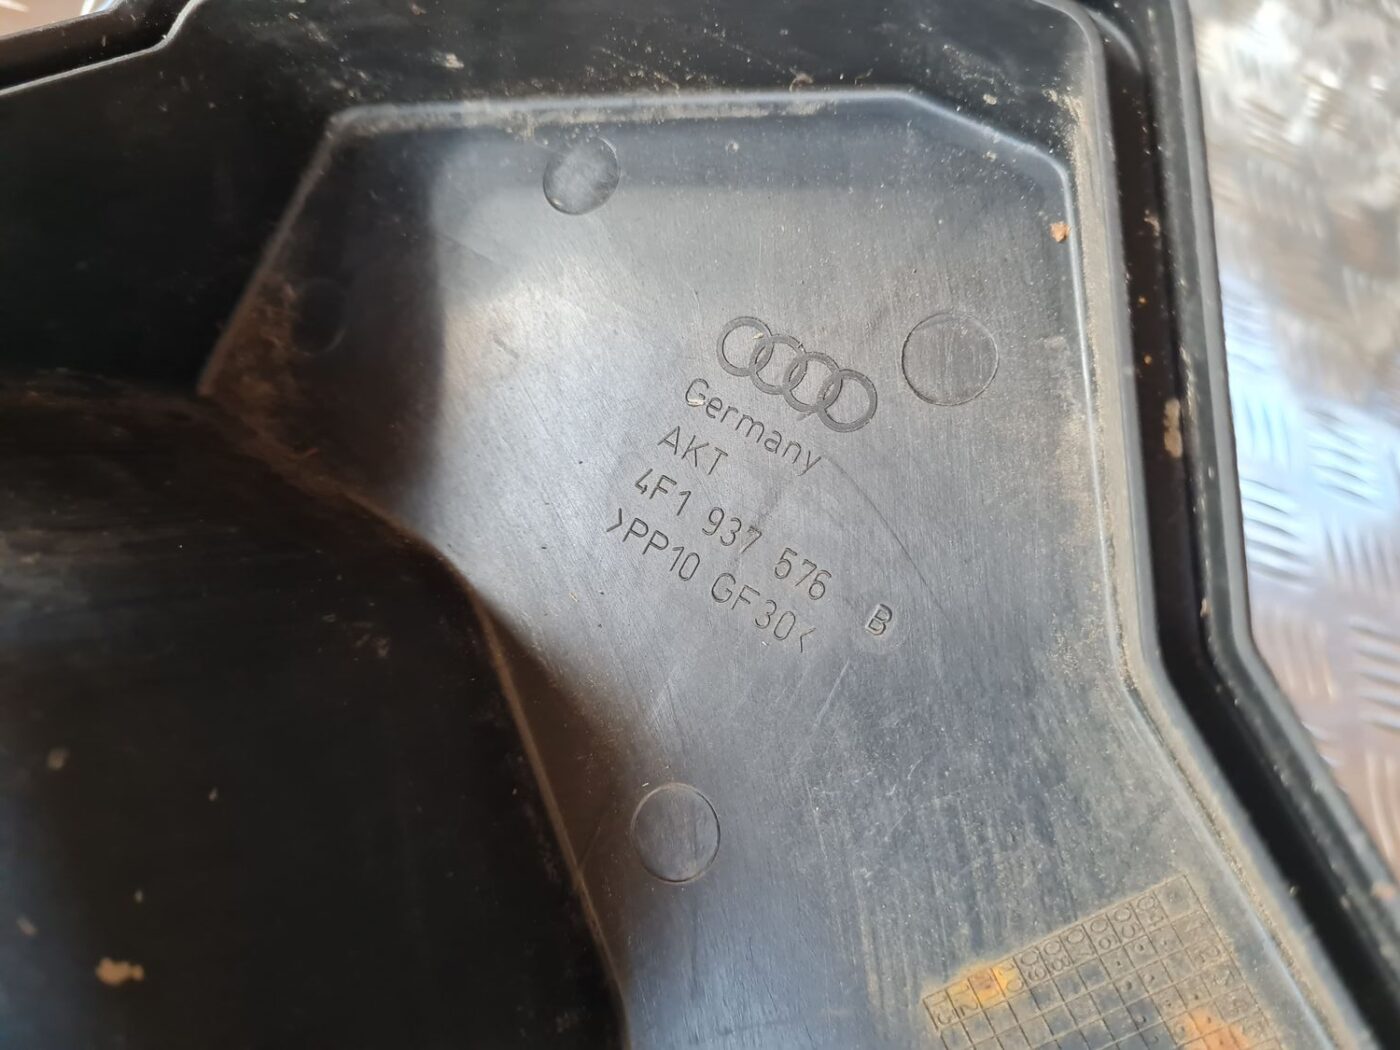 Germany
AKT
4F1 937 576 B
>PP10 GF30<